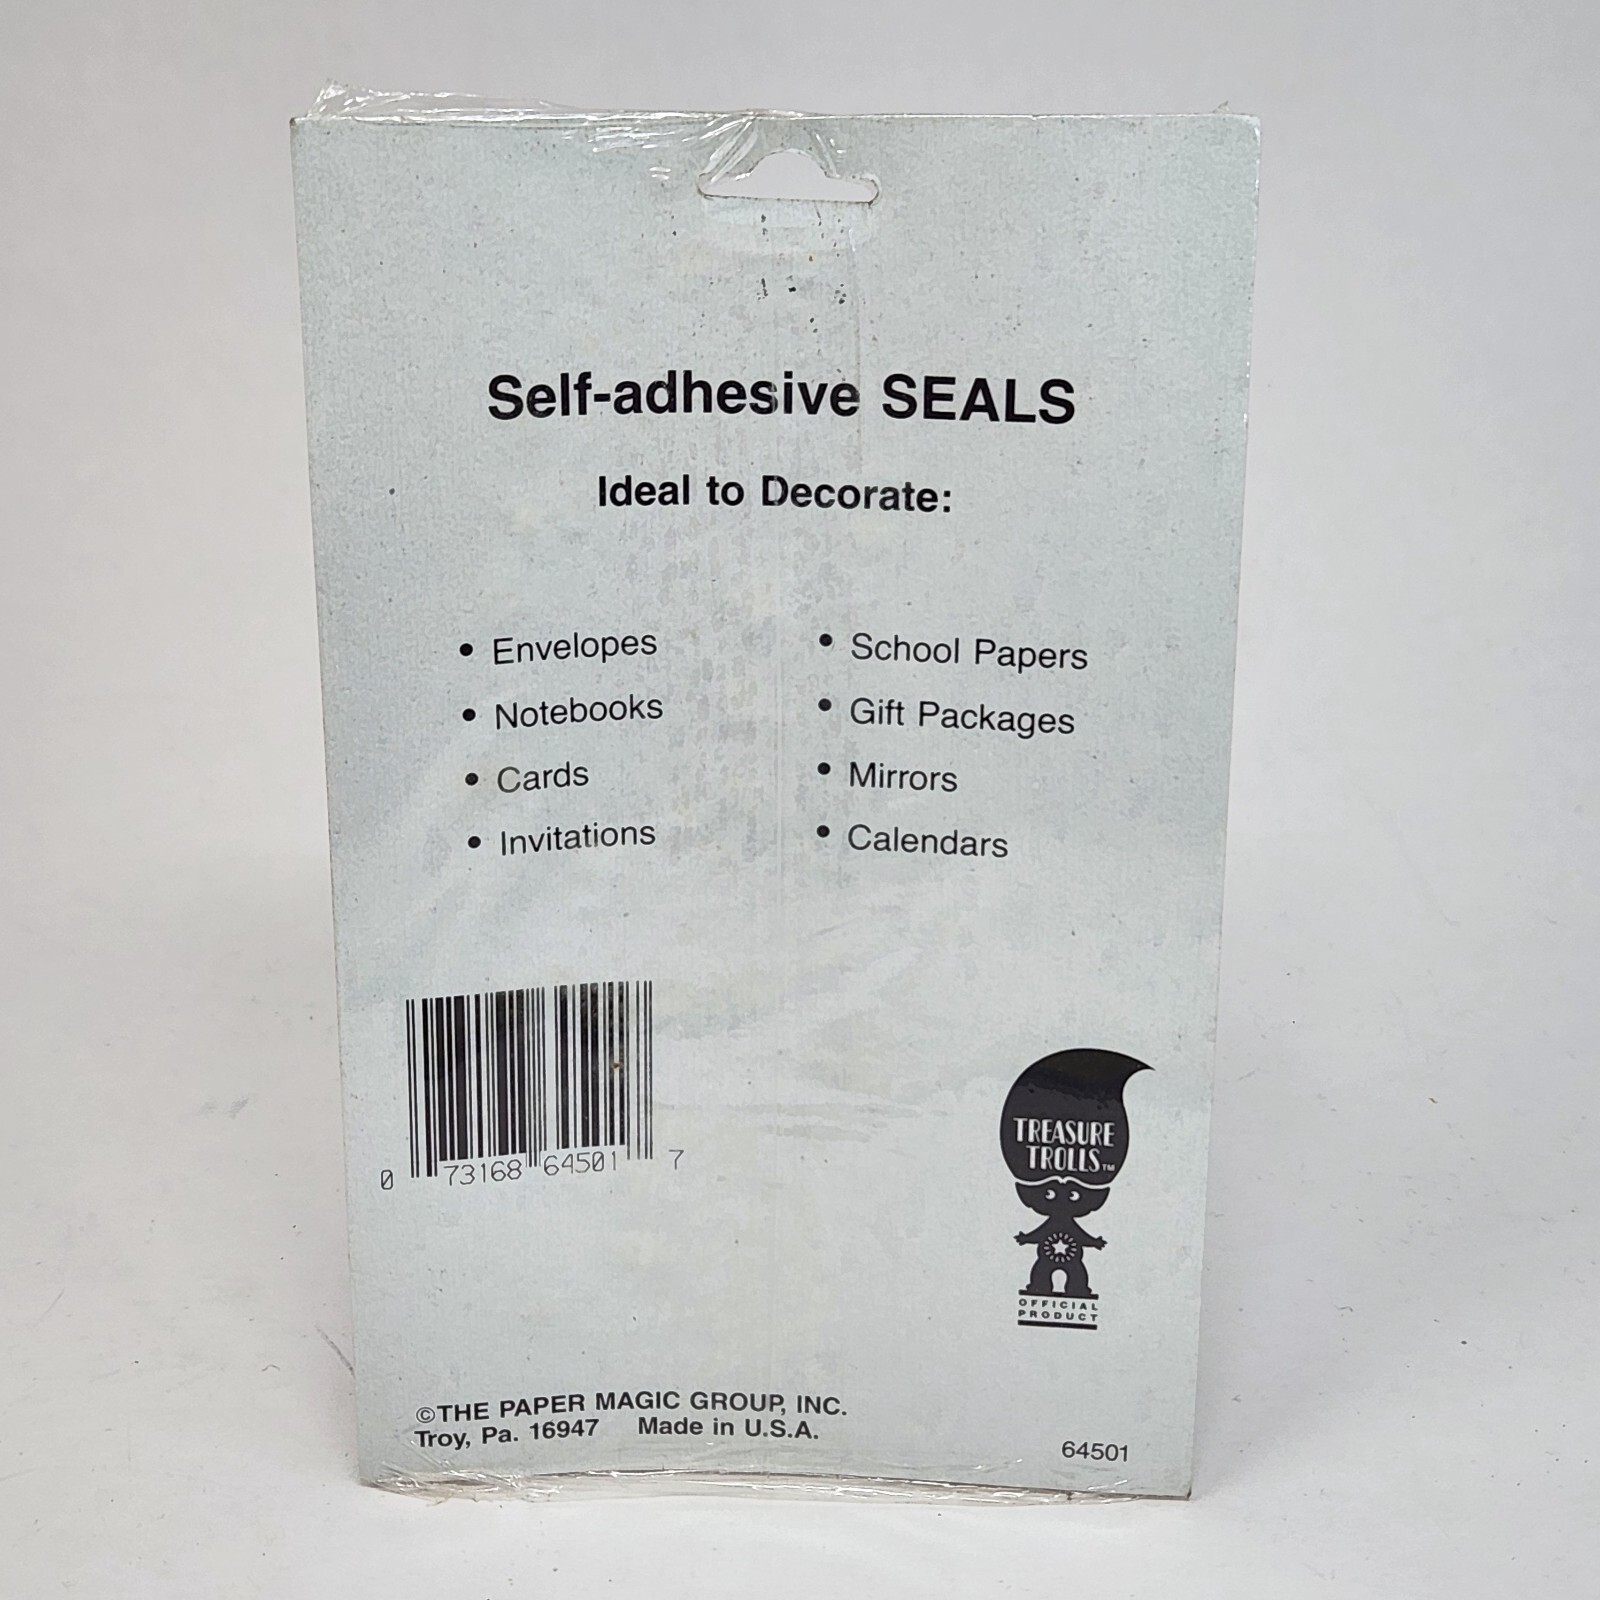 Self-adhesive SEALS
Ideal to Decorate:
• Envelopes
• Notebooks
• Cards
• Invitations
• School Papers
• Gift Packages
• Mirrors
• Calendars
0 73168 64501 7
TREASURE
TROLLS™
OFFICIAL
PRODUCT
©THE PAPER MAGIC GROUP, INC.
Troy, Pa. 16947 Made in U.S.A.
64501